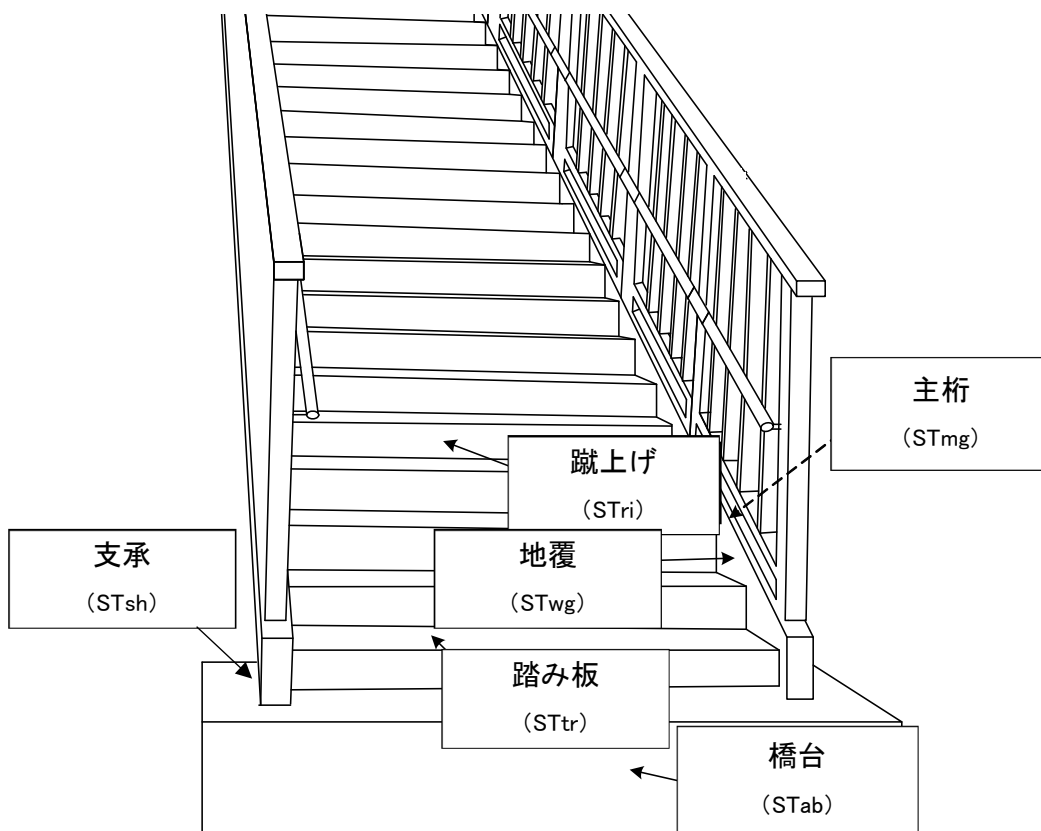 主桁
（STmg）
蹴上げ
（STri）
支承
（STsh）
地覆
（STwg）
踏み板
（STtr）
橋台
（STab）